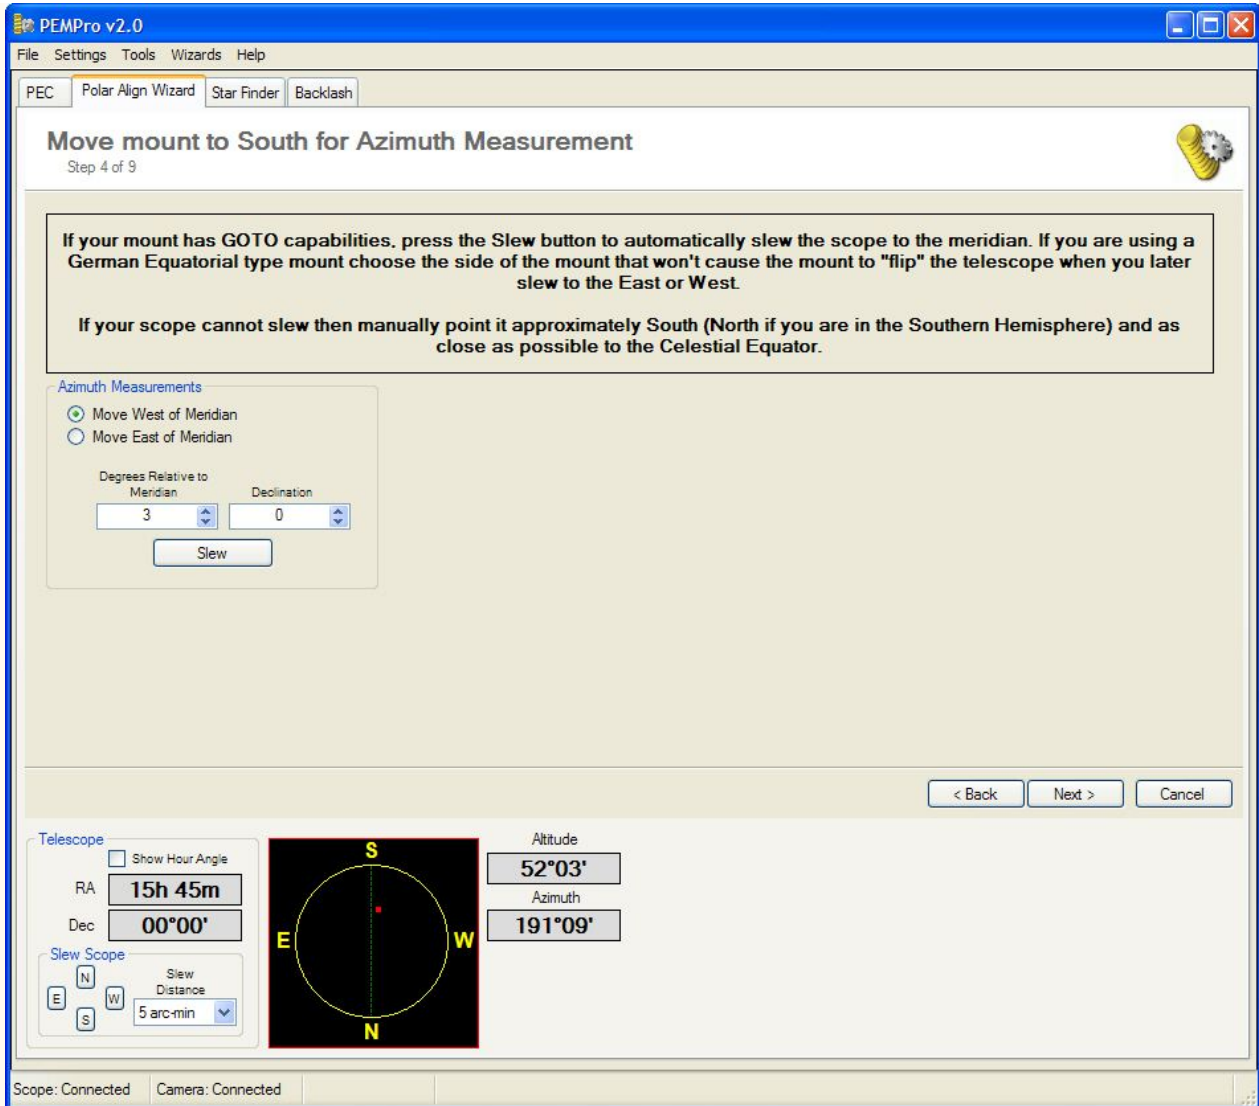 PEMPro v2.0
File Settings Tools Wizards Help
PEC Polar Align Wizard Star Finder Backlash
Move mount to South for Azimuth Measurement
Step 4 of 9
If your mount has GOTO capabilities, press the Slew button to automatically slew the scope to the meridian. If you are using a
German Equatorial type mount choose the side of the mount that won't cause the mount to "flip" the telescope when you later
slew to the East or West.
If your scope cannot slew then manually point it approximately South (North if you are in the Southern Hemisphere) and as
close as possible to the Celestial Equator.
Azimuth Measurements
Move West of Meridian
Move East of Meridian
Degrees Relative to
Meridian Declination
3 0
Slew
< Back Next > Cancel
Telescope
Show Hour Angle
RA 15h 45m
Dec 00°00'
Slew Scope
N
E W
S
Slew
Distance
5 arc-min
S
E W
N
Altitude
52°03'
Azimuth
191°09'
Scope: Connected Camera: Connected